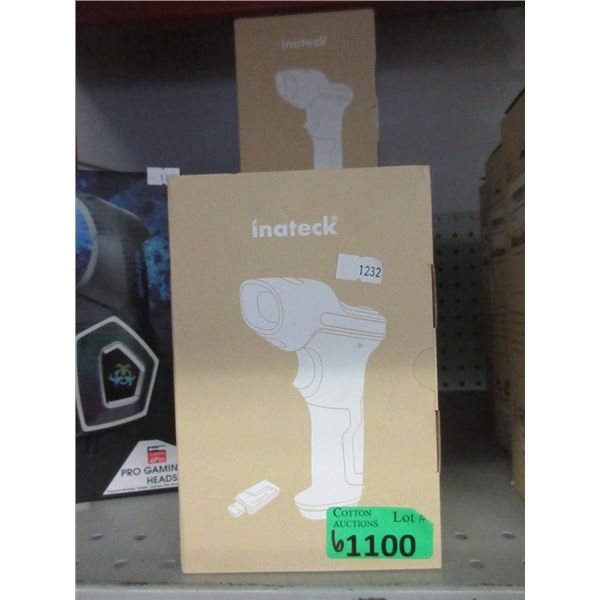 inateck
inateck®
1232
PRO GAMIN
HEADS
COTTON
AUCTIONS
Lot #
61100